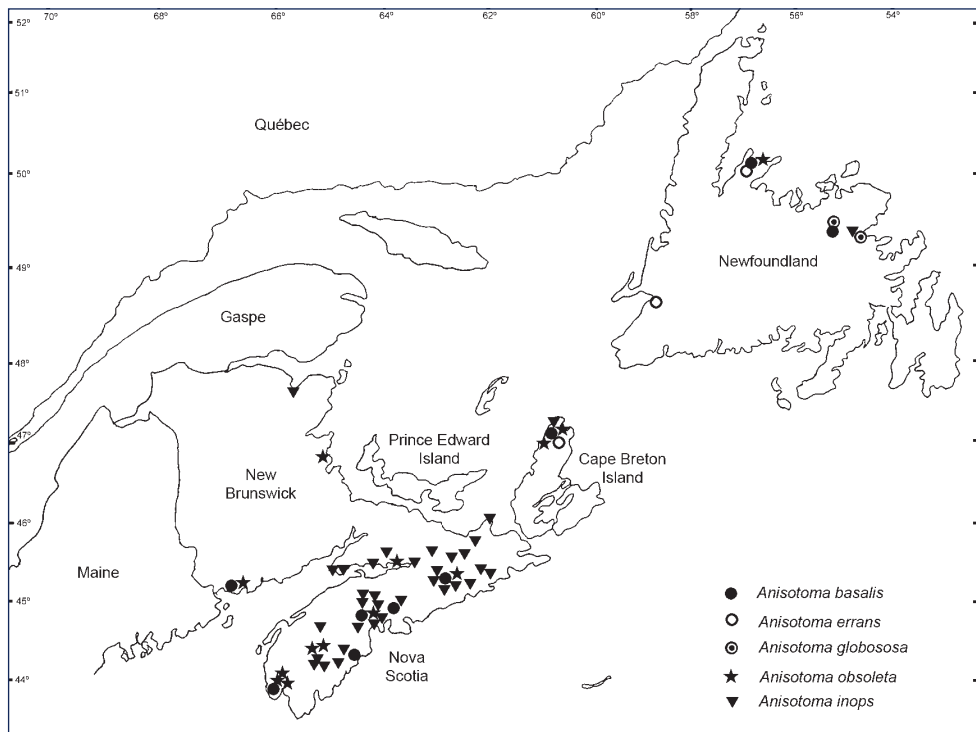 70° 66° 64° 62° 60° 58° 56° 54°
52°
51°
Québec
50°
Newfoundland
49°
Gaspe
48°
47°
Prince Edward
Island
Cape Breton
Island
New
Brunswick
46°
Maine
45°
Nova
Scotia
44°
Anisotoma basalis
Anisotoma errans
Anisotoma globososa
Anisotoma obsoleta
Anisotoma inops